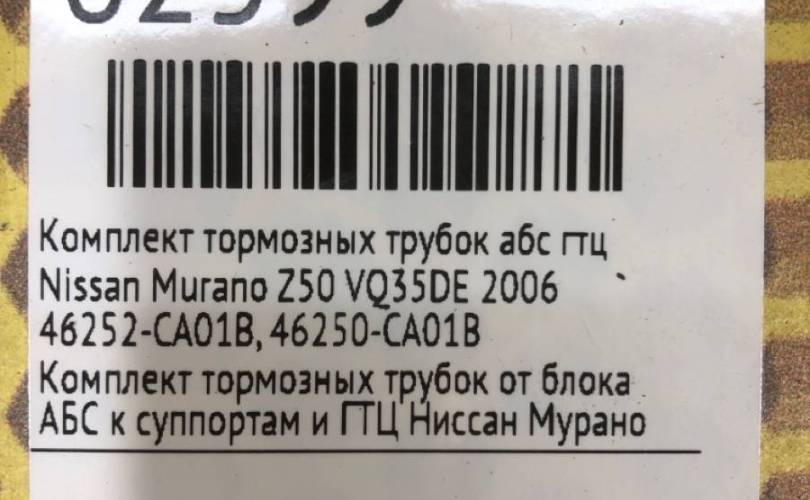 Комплект тормозных трубок абс гтц
Nissan Murano Z50 VQ35DE 2006
46252-CA01B, 46250-CA01B
Комплект тормозных трубок от блока
АБС к суппортам и ГТЦ Ниссан Мурано